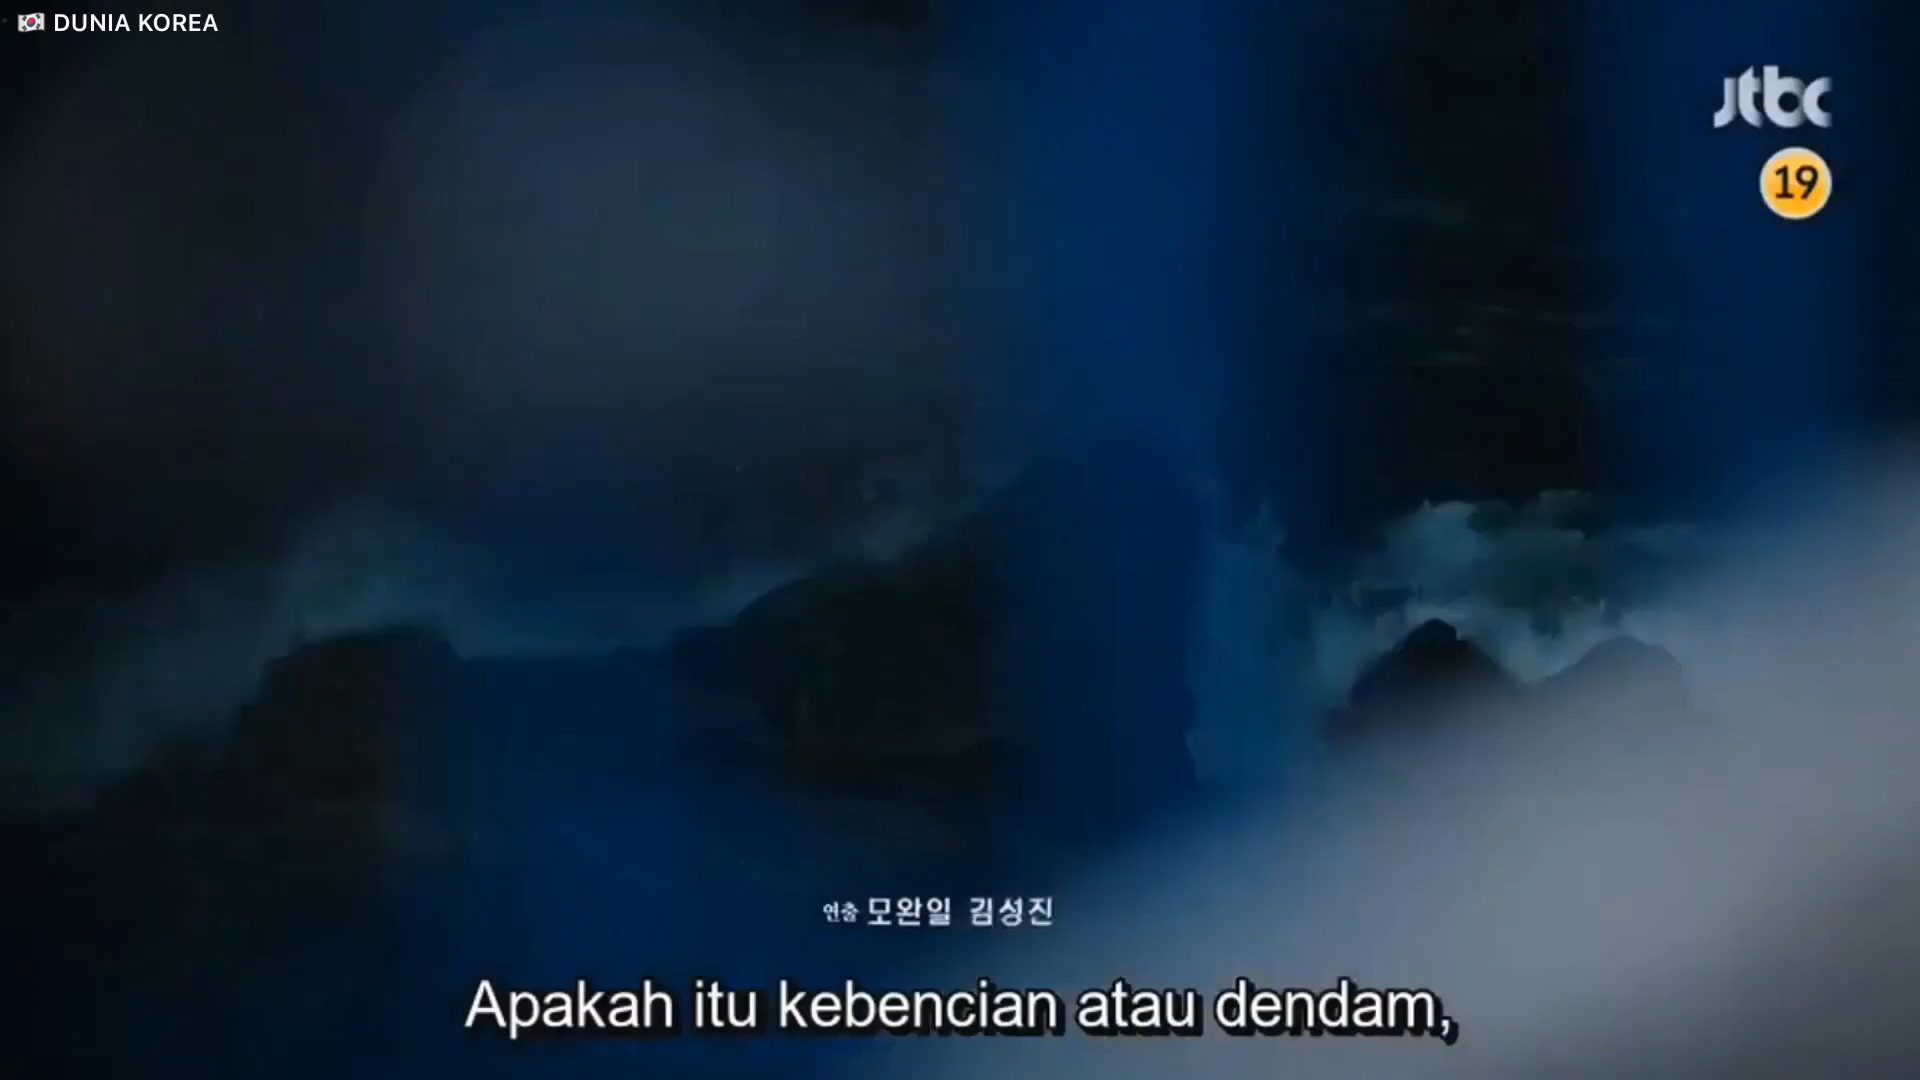 🇰🇷 DUNIA KOREA
jtbc
19
연출 모완일 김성진
Apakah itu kebencian atau dendam,